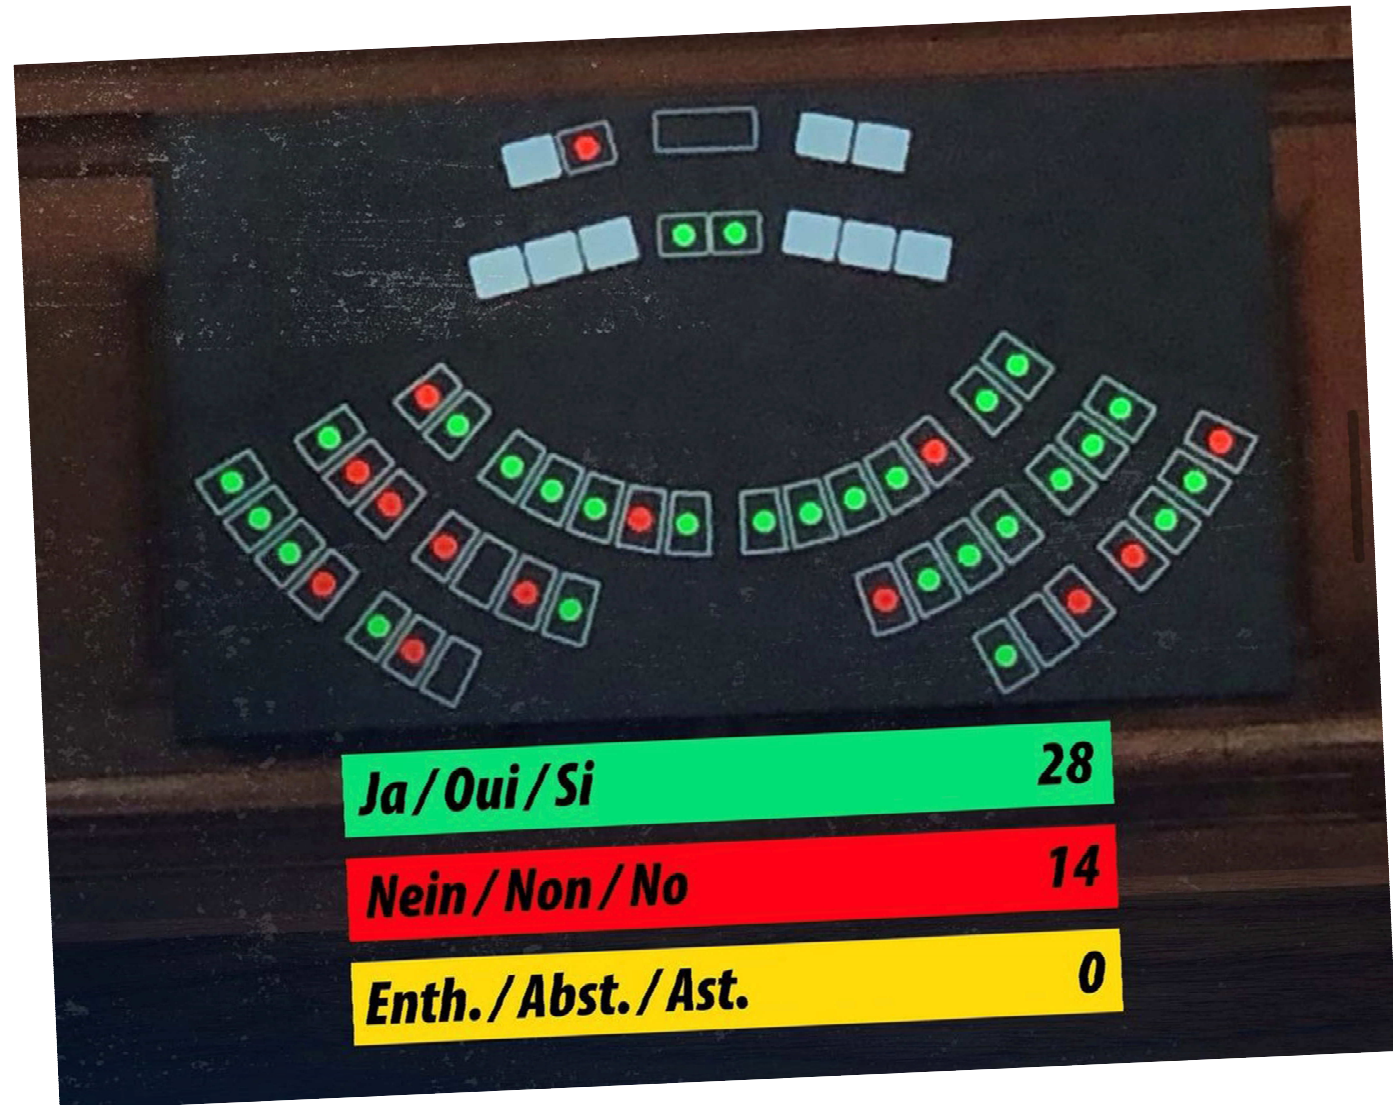 Ja / Oui / Si 28
Nein / Non / No 14
Enth. / Abst. / Ast. 0